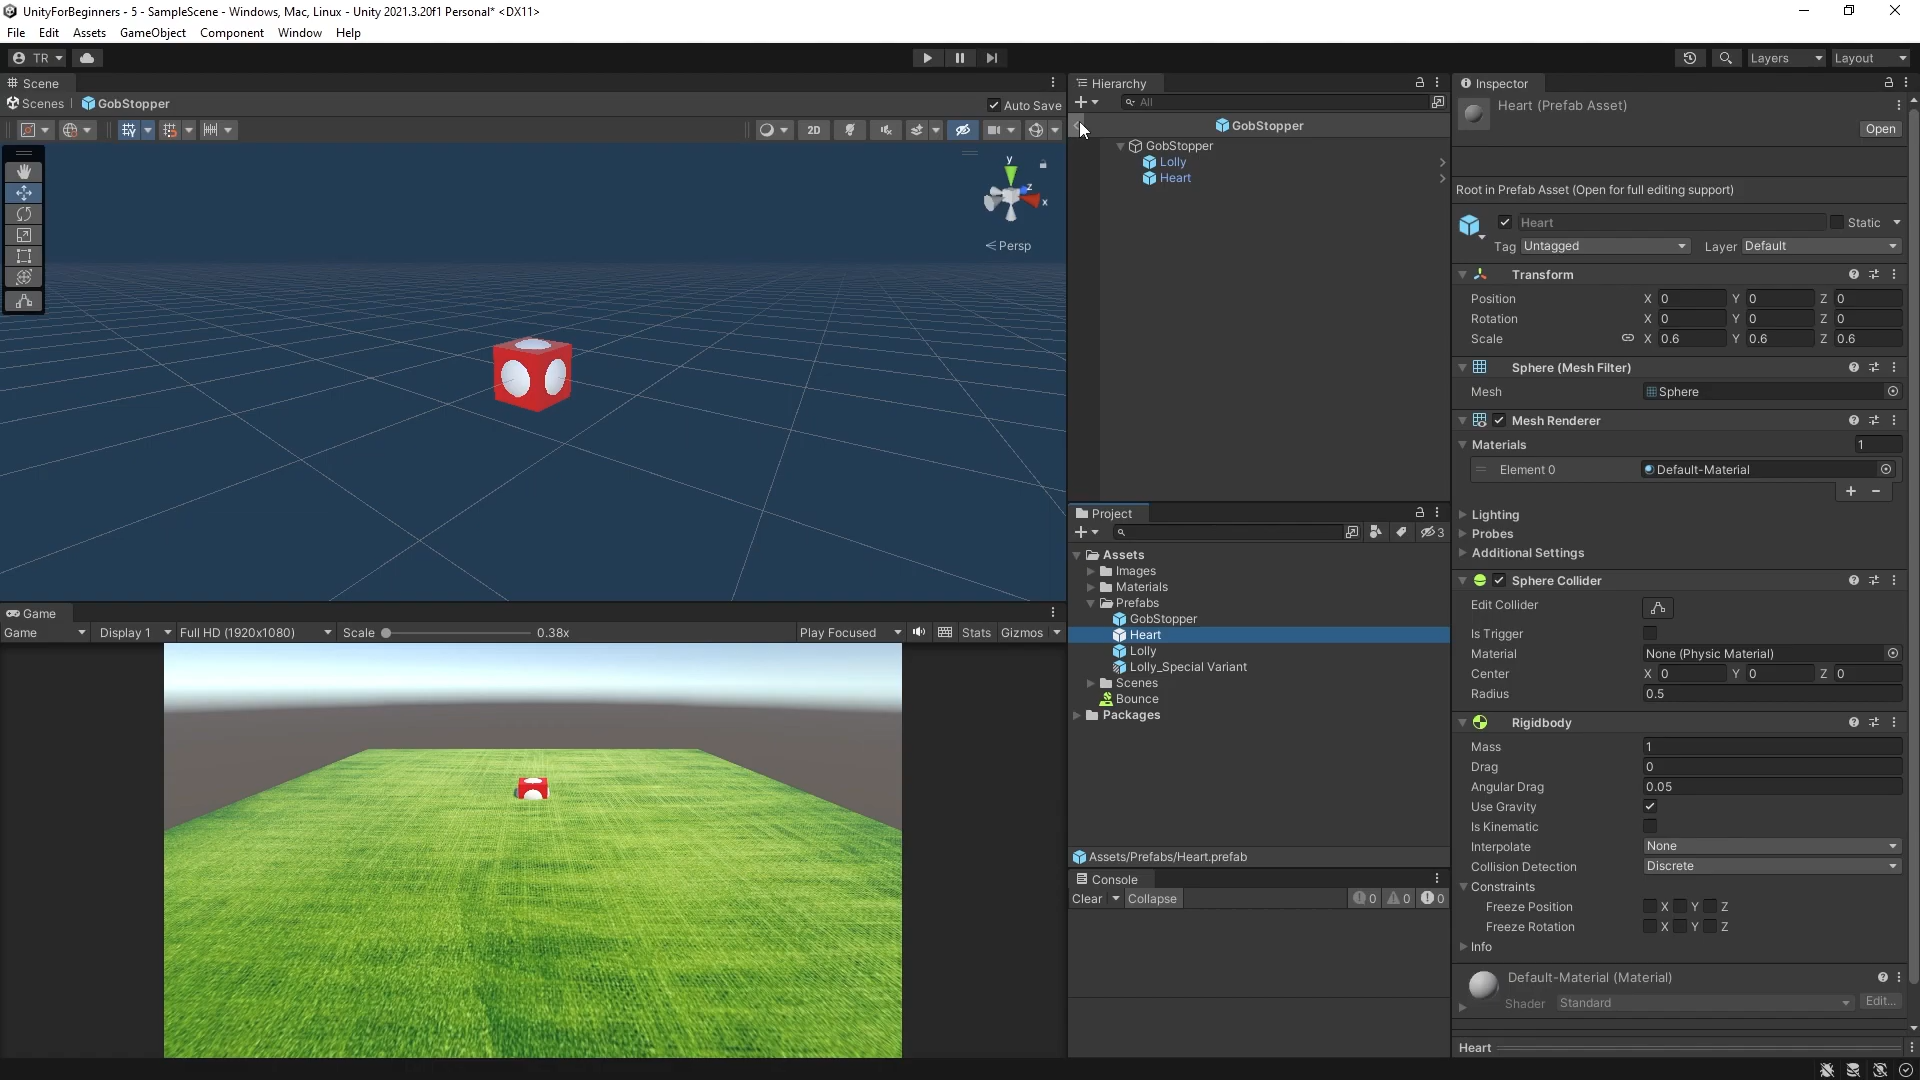 UnityForBeginners - 5 - SampleScene - Windows, Mac, Linux - Unity 2021.3.20f1 Personal* <DX11>
File Edit Assets GameObject Component Window Help
TR Layers Layout
Scene
Scenes GobStopper Auto Save
2D
y
z
x
Persp
Game
Game Display 1 Full HD (1920x1080) Scale 0.38x Play Focused Stats Gizmos
Hierarchy
All
GobStopper
GobStopper
Lolly
Heart
Project
3
Assets
Images
Materials
Prefabs
GobStopper
Heart
Lolly
Lolly_Special Variant
Scenes
Bounce
Packages
Assets/Prefabs/Heart.prefab
Console
Clear Collapse 0 0 0
Inspector
Heart (Prefab Asset)
Open
Root in Prefab Asset (Open for full editing support)
Heart Static
Tag Untagged Layer Default
Transform
Position X 0 Y 0 Z 0
Rotation X 0 Y 0 Z 0
Scale X 0.6 Y 0.6 Z 0.6
Sphere (Mesh Filter)
Mesh Sphere
Mesh Renderer
Materials 1
Element 0 Default-Material
Lighting
Probes
Additional Settings
Sphere Collider
Edit Collider
Is Trigger
Material None (Physic Material)
Center X 0 Y 0 Z 0
Radius 0.5
Rigidbody
Mass 1
Drag 0
Angular Drag 0.05
Use Gravity
Is Kinematic
Interpolate None
Collision Detection Discrete
Constraints
Freeze Position X Y Z
Freeze Rotation X Y Z
Info
Default-Material (Material)
Shader Standard Edit...
Heart